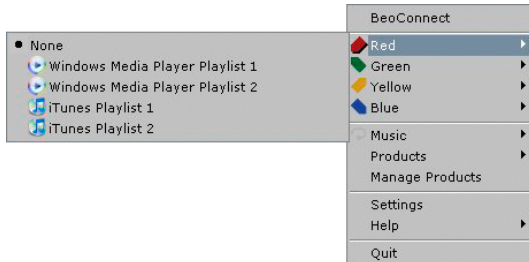 BeoConnect
Red
None
Windows Media Player Playlist 1
Windows Media Player Playlist 2
iTunes Playlist 1
iTunes Playlist 2
Green
Yellow
Blue
Music
Products
Manage Products
Settings
Help
Quit